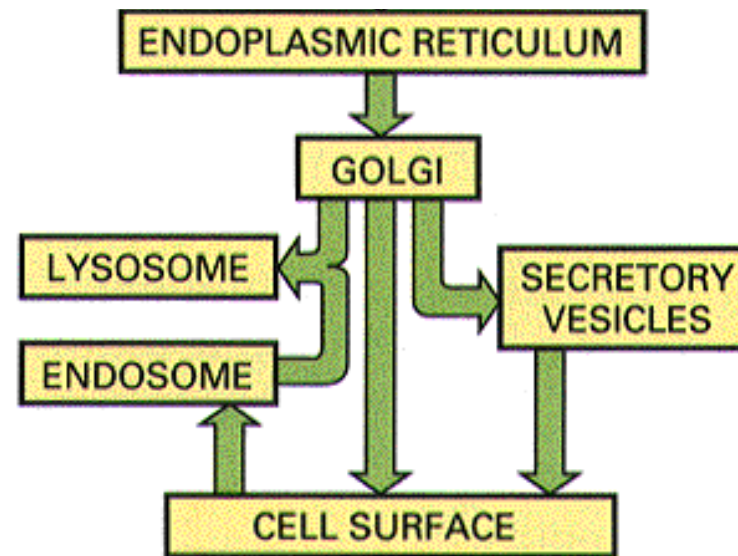 ENDOPLASMIC RETICULUM
GOLGI
LYSOSOME
SECRETORY
VESICLES
ENDOSOME
CELL SURFACE